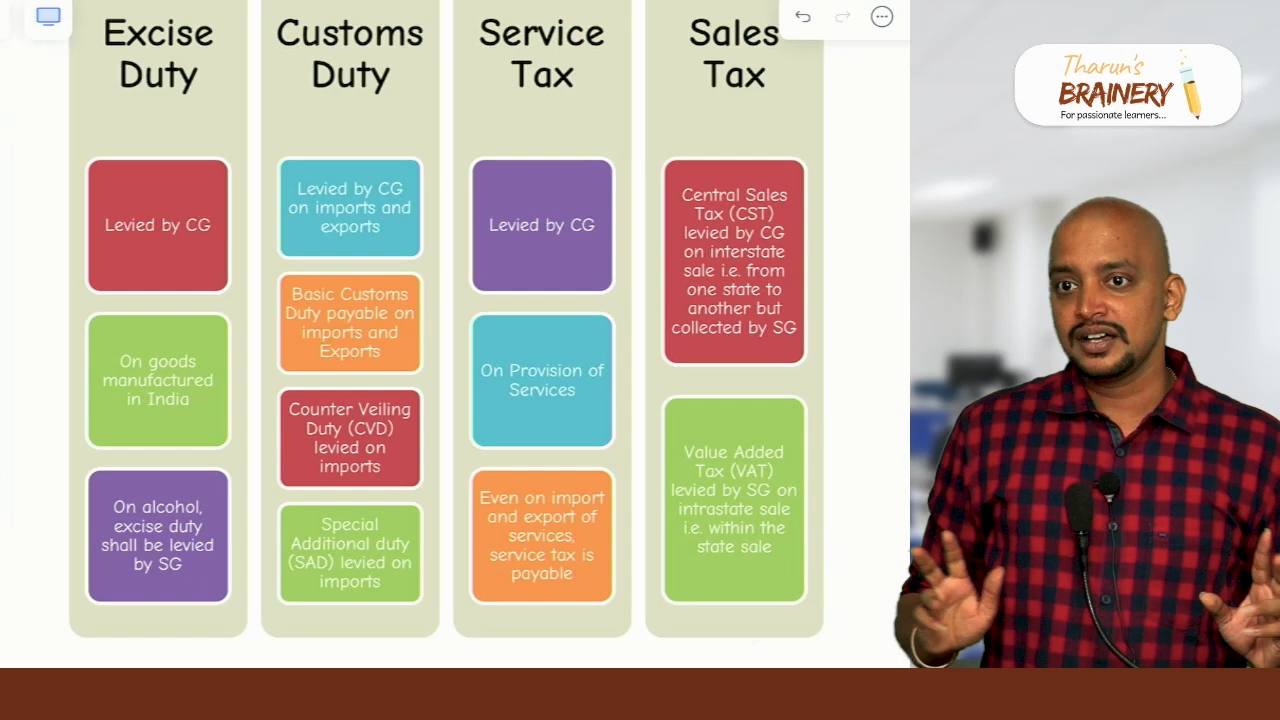 Excise
Duty
Levied by CG
On goods
manufactured
in India
On alcohol,
excise duty
shall be levied
by SG
Customs
Duty
Levied by CG
on imports and
exports
Basic Customs
Duty payable on
imports and
Exports
Counter Veiling
Duty (CVD)
levied on
imports
Special
Additional duty
(SAD) levied on
imports
Service
Tax
Levied by CG
On Provision of
Services
Even on import
and export of
services,
service tax is
payable
Sales
Tax
Central Sales
Tax (CST)
levied by CG
on interstate
sale i.e. from
one state to
another but
collected by SG
Value Added
Tax (VAT)
levied by SG on
intrastate sale
i.e. within the
state sale
Tharun's
BRAINERY
For passionate learners...